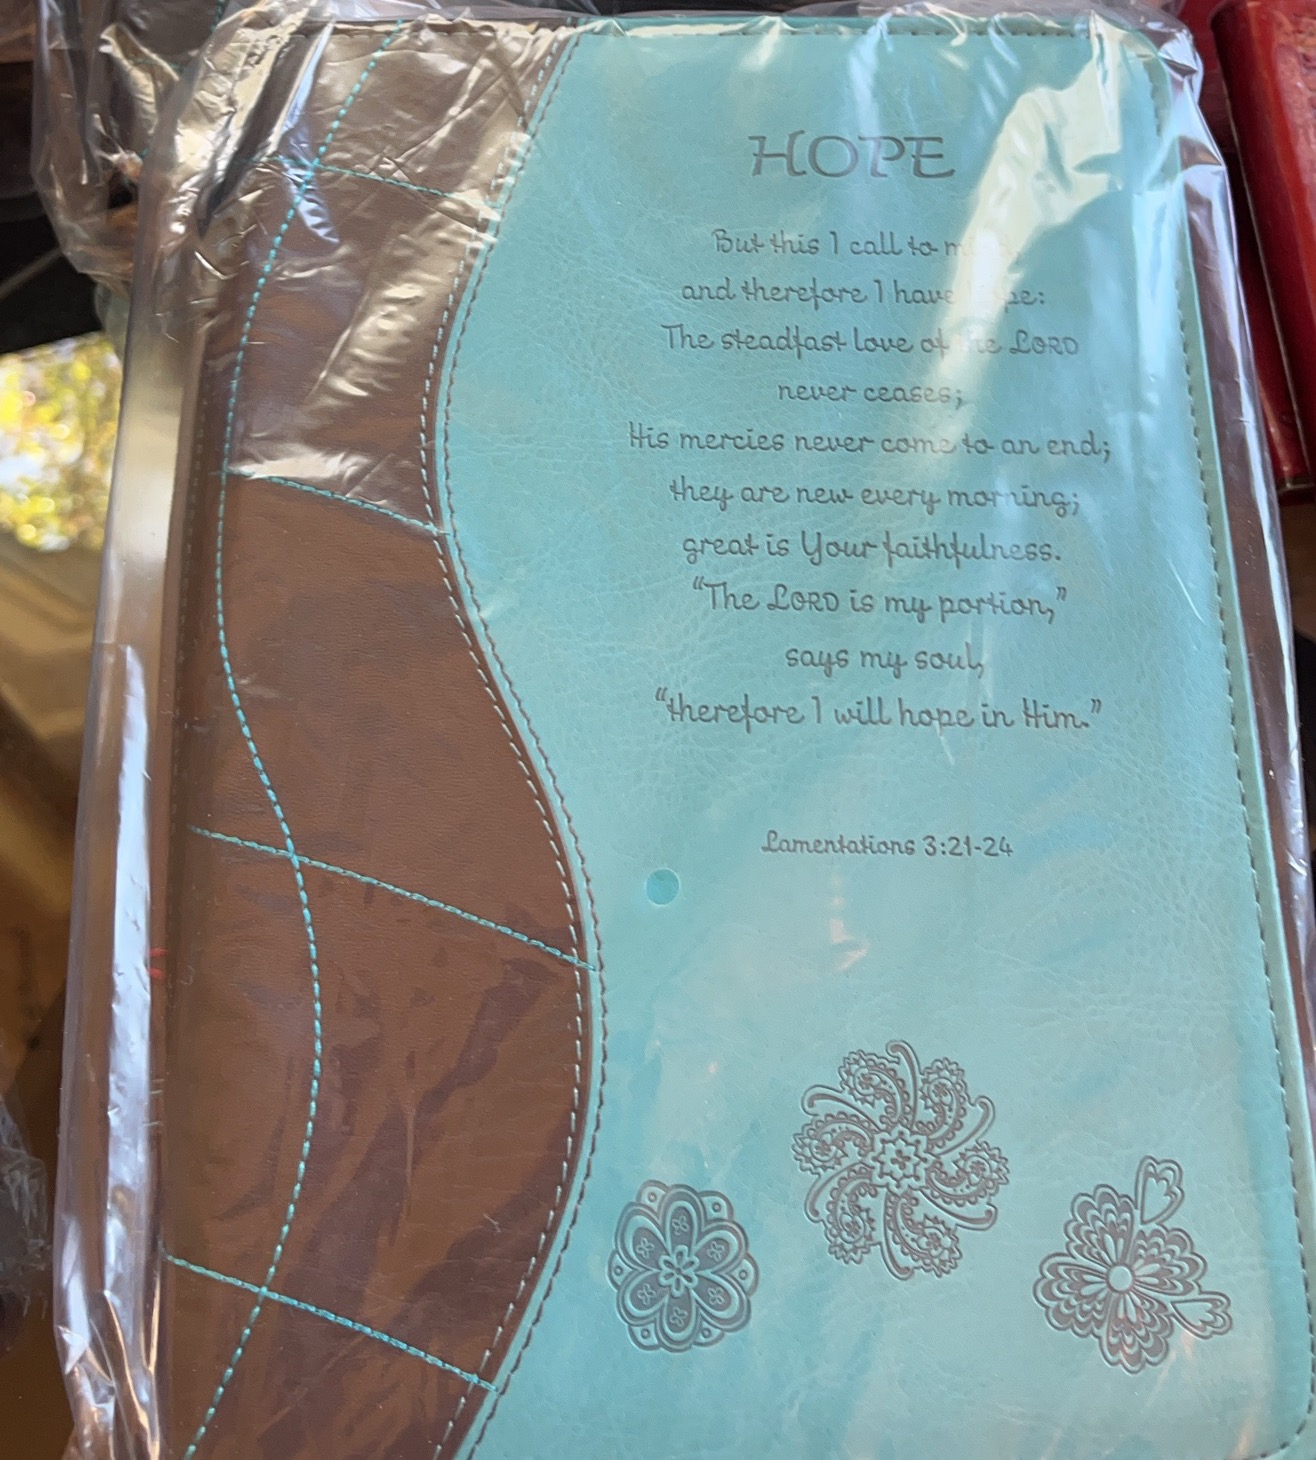 HOPE
But this I call to
and therefore I have
The steadfast love of the LORD
never ceases;
His mercies never come to an end;
they are new every morning;
great is Your faithfulness.
“The LORD is my portion,”
says my soul,
“therefore I will hope in Him.”
Lamentations 3:21-24